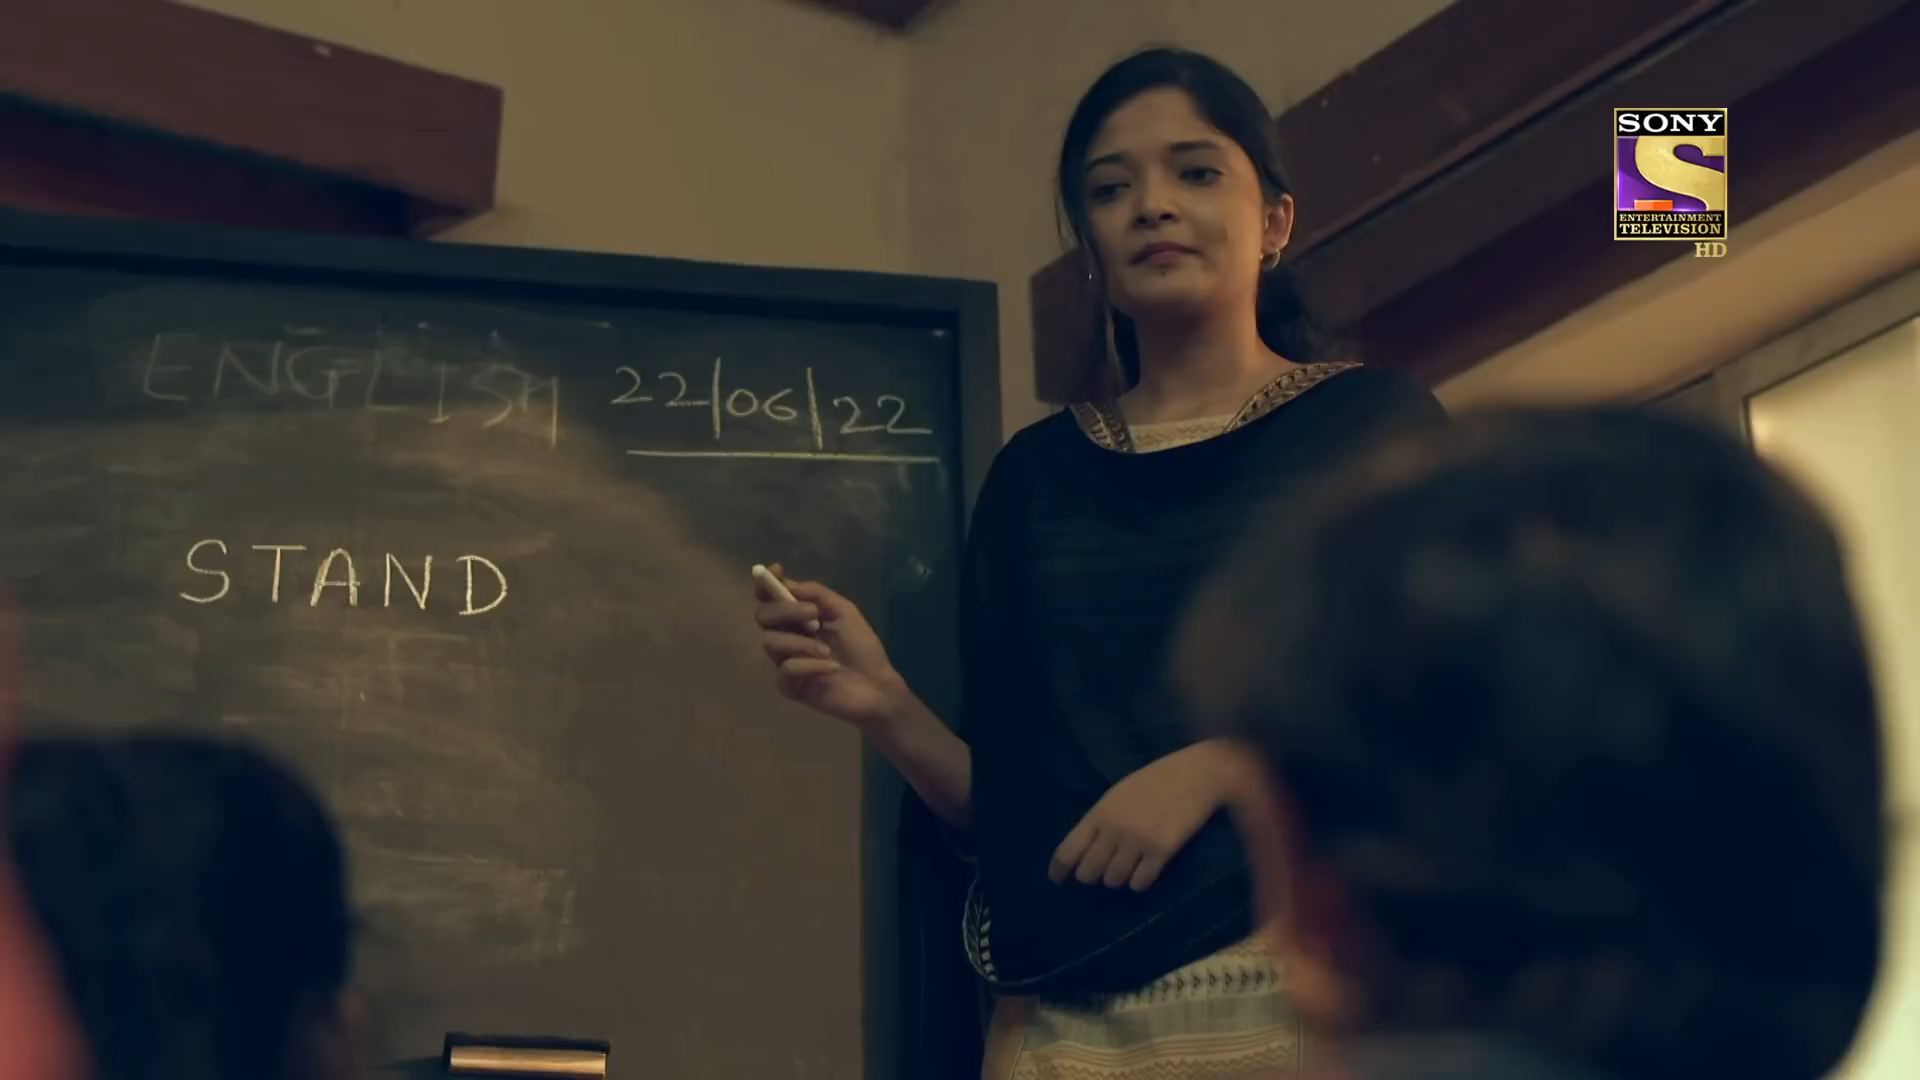 SONY
ENTERTAINMENT
TELEVISION
HD
ENGLISH 22/06/22
STAND